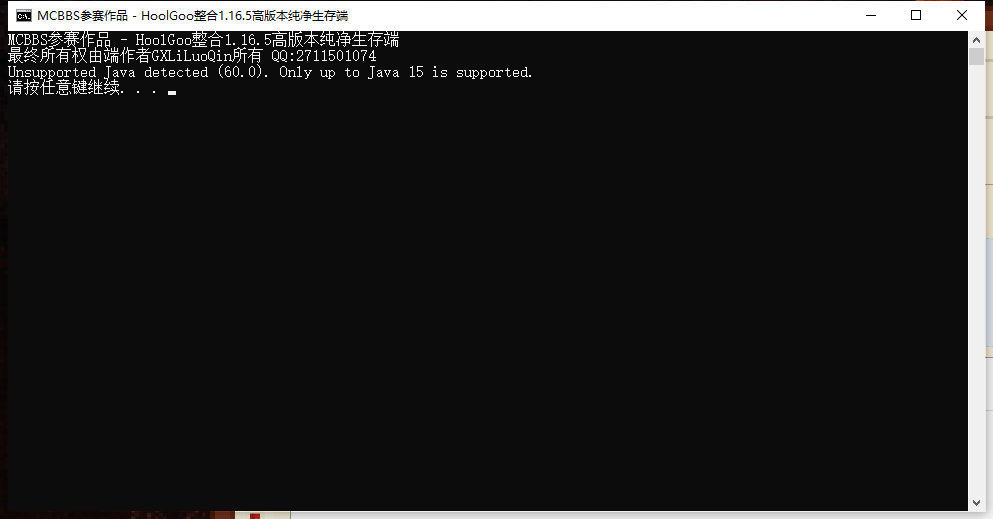 MCBBS参赛作品 - HoolGoo整合1.16.5高版本纯净生存端
MCBBS参赛作品 - HoolGoo整合1.16.5高版本纯净生存端
最终所有权由端作者GXLiLuoQin所有 QQ:2711501074
Unsupported Java detected (60.0). Only up to Java 15 is supported.
请按任意键继续. . .